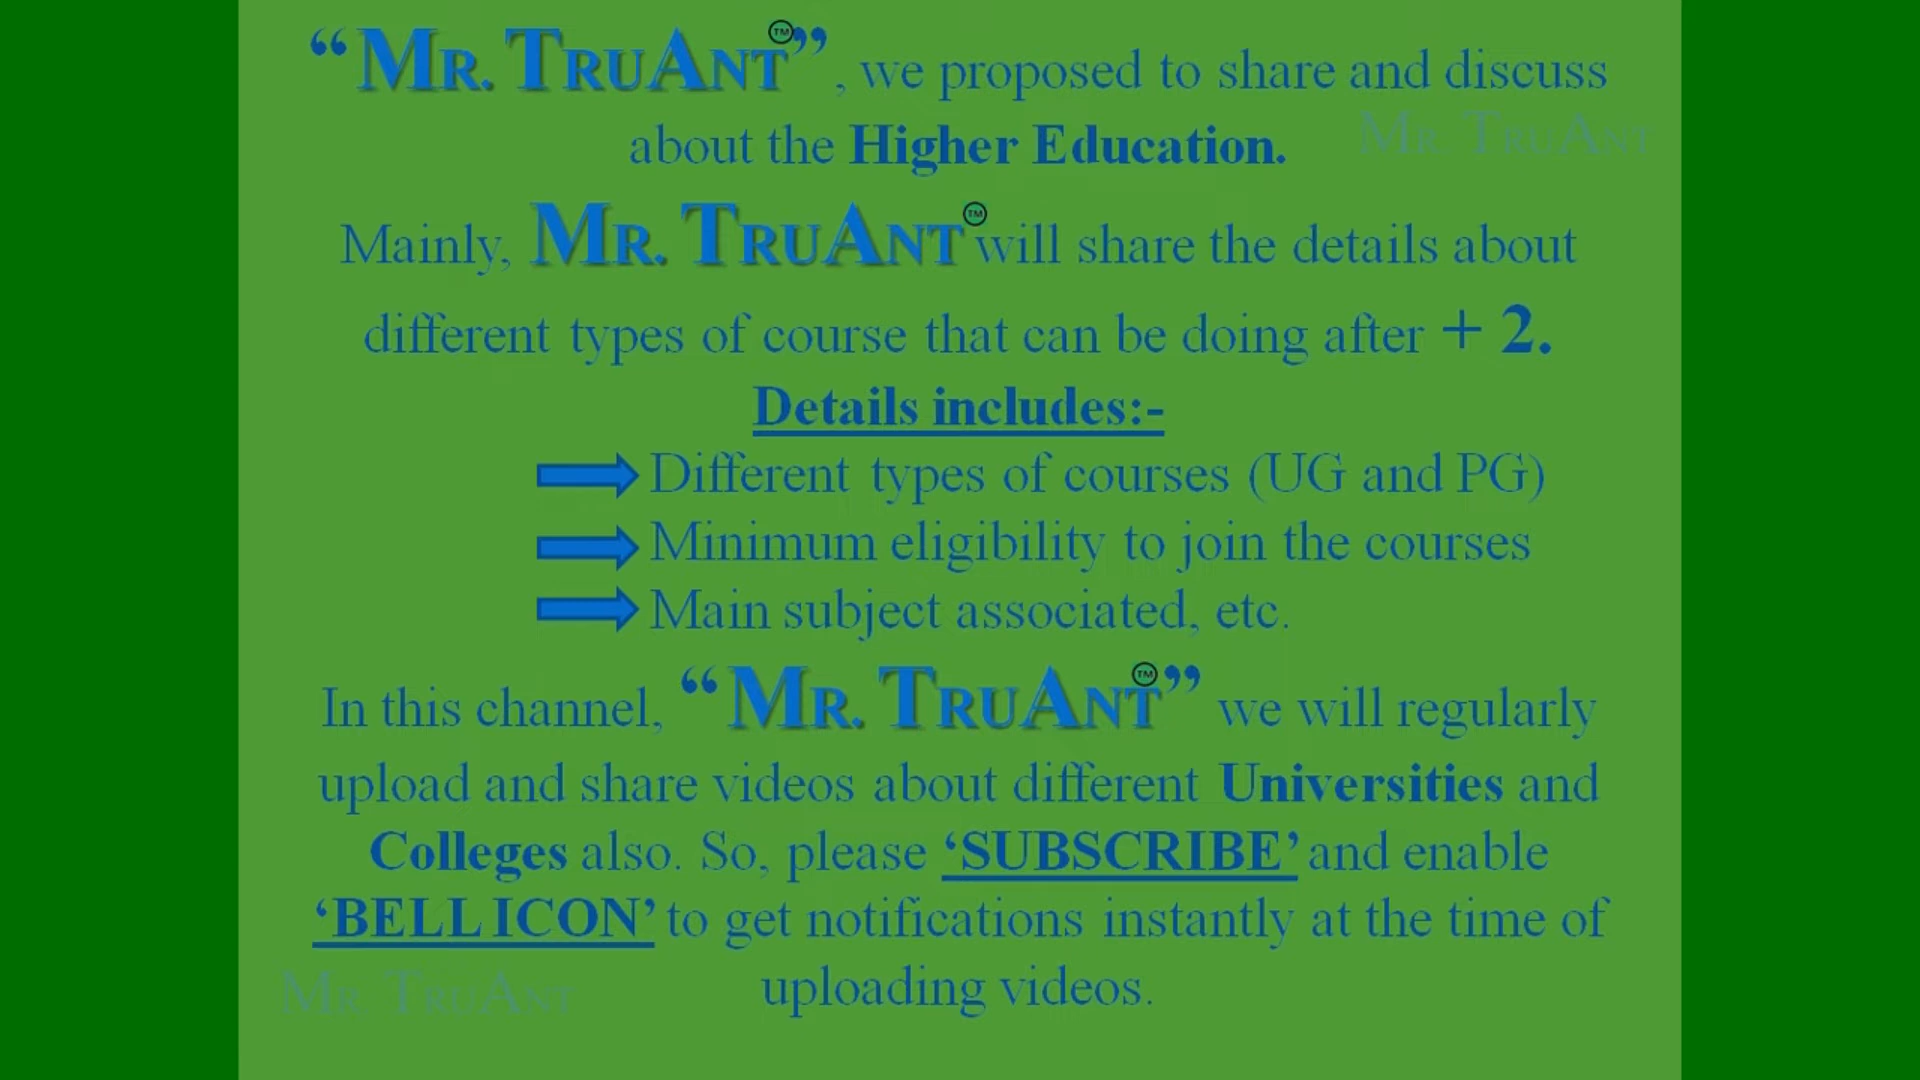 “MR. TRUANT™”, we proposed to share and discuss
about the Higher Education.
MR. TRUANT
Mainly, MR. TRUANT™ will share the details about
different types of course that can be doing after + 2.
Details includes:-
Different types of courses (UG and PG)
Minimum eligibility to join the courses
Main subject associated, etc.
In this channel, “MR. TRUANT™” we will regularly
upload and share videos about different Universities and
Colleges also. So, please ‘SUBSCRIBE’ and enable
‘BELL ICON’ to get notifications instantly at the time of
uploading videos.
MR. TRUANT